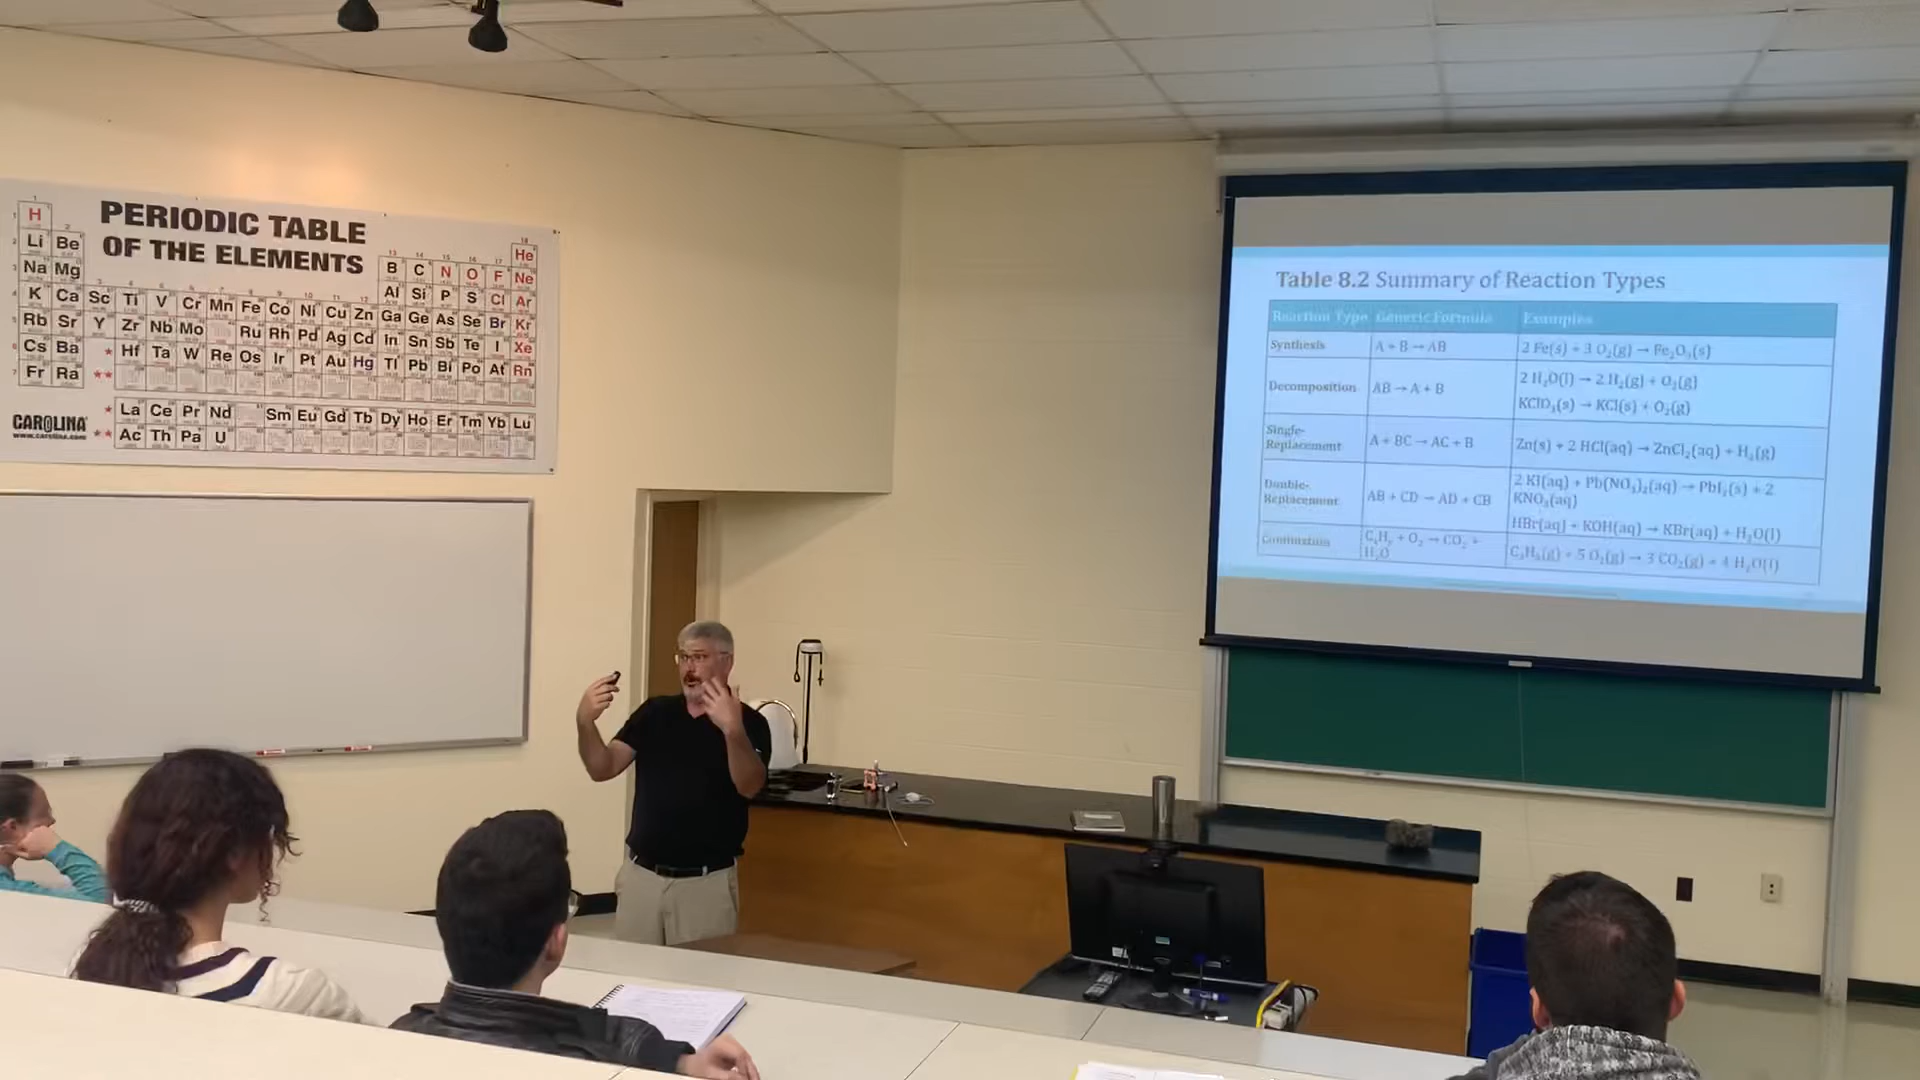 PERIODIC TABLE
OF THE ELEMENTS
H He
Li Be B C N O F Ne
Na Mg Al Si P S Cl Ar
K Ca Sc Ti V Cr Mn Fe Co Ni Cu Zn Ga Ge As Se Br Kr
Rb Sr Y Zr Nb Mo Ru Rh Pd Ag Cd In Sn Sb Te I Xe
Cs Ba * Hf Ta W Re Os Ir Pt Au Hg Tl Pb Bi Po At Rn
Fr Ra **
* La Ce Pr Nd Sm Eu Gd Tb Dy Ho Er Tm Yb Lu
** Ac Th Pa U
CAROLINA
www.carolina.com
Table 8.2 Summary of Reaction Types
Reaction Type Generic Formula Examples
Synthesis A + B → AB 2 Fe(s) + 3 O₂(g) → Fe₂O₃(s)
Decomposition AB → A + B 2 H₂O(l) → 2 H₂(g) + O₂(g)
KClO₃(s) → KCl(s) + O₂(g)
Single-
Replacement A + BC → AC + B Zn(s) + 2 HCl(aq) → ZnCl₂(aq) + H₂(g)
Double-
Replacement AB + CD → AD + CB 2 KI(aq) + Pb(NO₃)₂(aq) → PbI₂(s) + 2
KNO₃(aq)
HBr(aq) + KOH(aq) → KBr(aq) + H₂O(l)
Combustion + O₂ → CO₂ +
H₂O
C₃H₈(g) + 5 O₂(g) → 3 CO₂(g) + 4 H₂O(l)